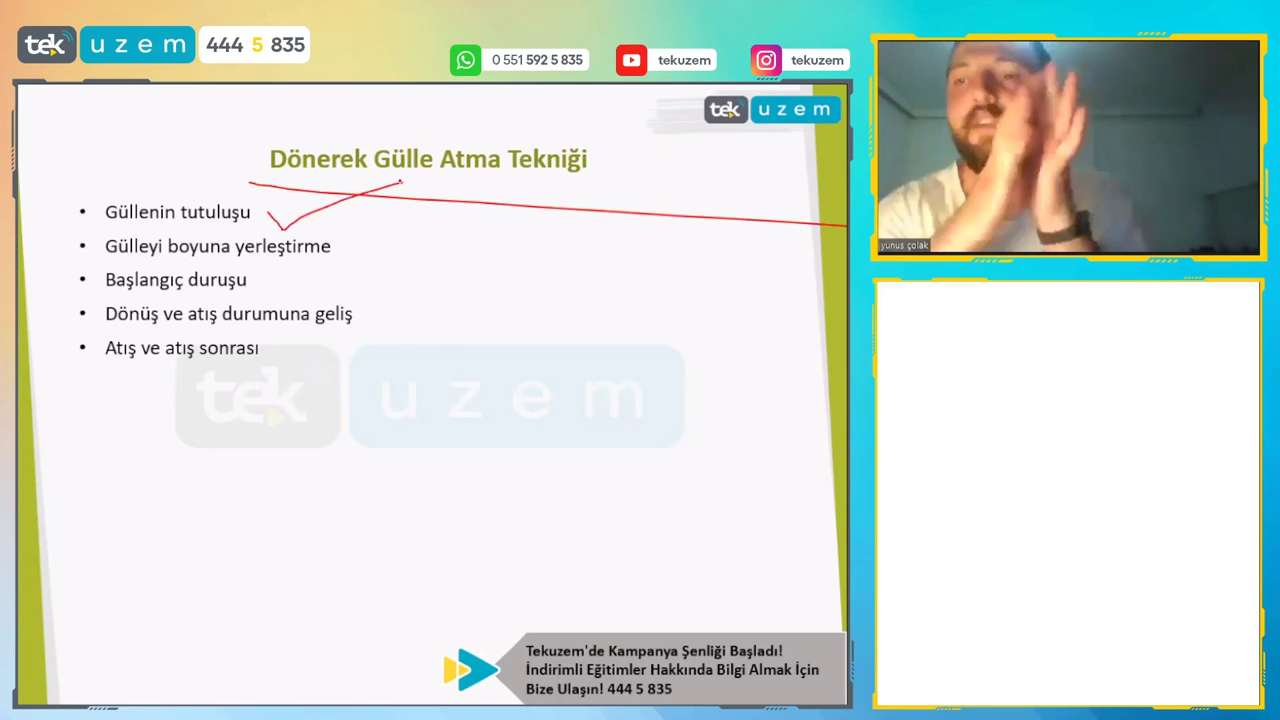 tek uzem 444 5 835
0 551 592 5 835
tekuzem
tekuzem
tek uzem
Dönerek Gülle Atma Tekniği
• Güllenin tutuluşu
• Gülleyi boyuna yerleştirme
• Başlangıç duruşu
• Dönüş ve atış durumuna geliş
• Atış ve atış sonrası
tek uzem
Tekuzem'de Kampanya Şenliği Başladı!
İndirimli Eğitimler Hakkında Bilgi Almak İçin
Bize Ulaşın! 444 5 835
yunus çolak